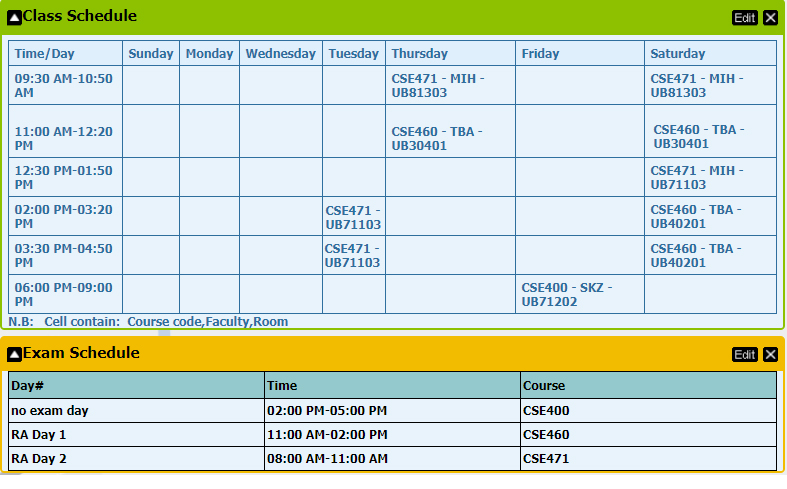 Class Schedule Edit
Time/Day Sunday Monday Wednesday Tuesday Thursday Friday Saturday
09:30 AM-10:50 CSE471 - MIH - CSE471 - MIH -
AM UB81303 UB81303
11:00 AM-12:20 CSE460 - TBA - CSE460 - TBA -
PM UB30401 UB30401
12:30 PM-01:50 CSE471 - MIH -
PM UB71103
02:00 PM-03:20 CSE471 - CSE460 - TBA -
PM UB71103 UB40201
03:30 PM-04:50 CSE471 - CSE460 - TBA -
PM UB71103 UB40201
06:00 PM-09:00 CSE400 - SKZ -
PM UB71202
N.B: Cell contain: Course code,Faculty,Room
Exam Schedule Edit
Day# Time Course
no exam day 02:00 PM-05:00 PM CSE400
RA Day 1 11:00 AM-02:00 PM CSE460
RA Day 2 08:00 AM-11:00 AM CSE471